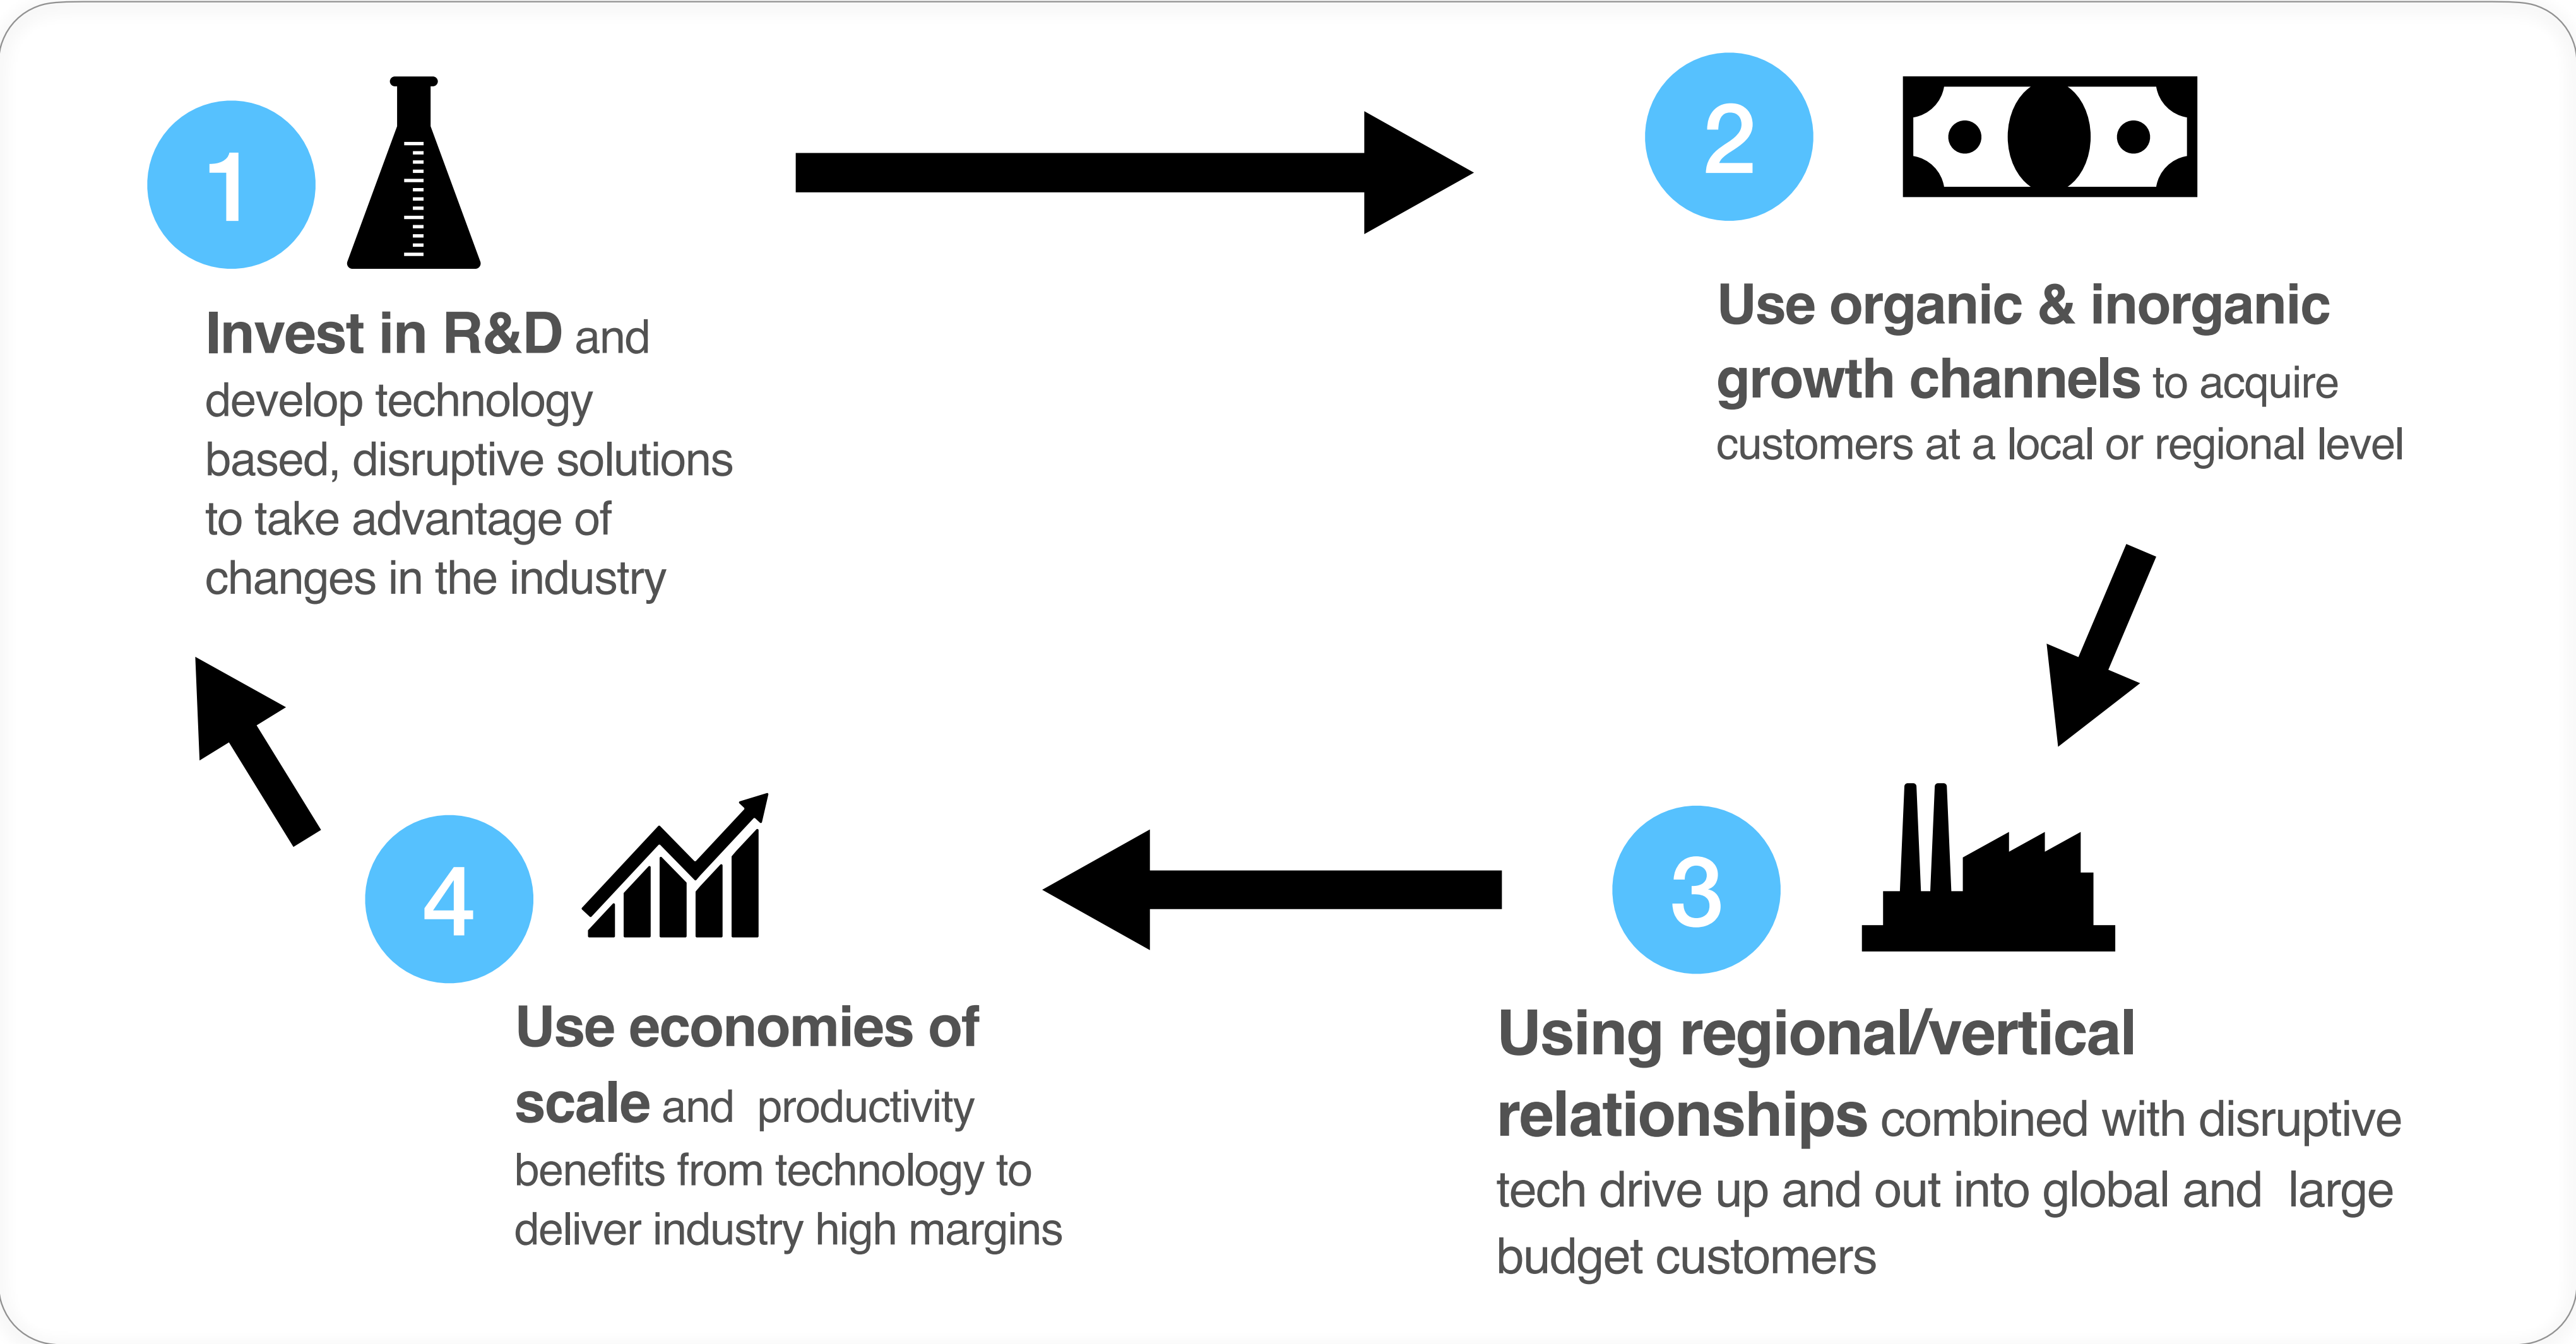 1
Invest in R&D and
develop technology
based, disruptive solutions
to take advantage of
changes in the industry
2
Use organic & inorganic
growth channels to acquire
customers at a local or regional level
3
Using regional/vertical
relationships combined with disruptive
tech drive up and out into global and  large
budget customers
4
Use economies of
scale and  productivity
benefits from technology to
deliver industry high margins